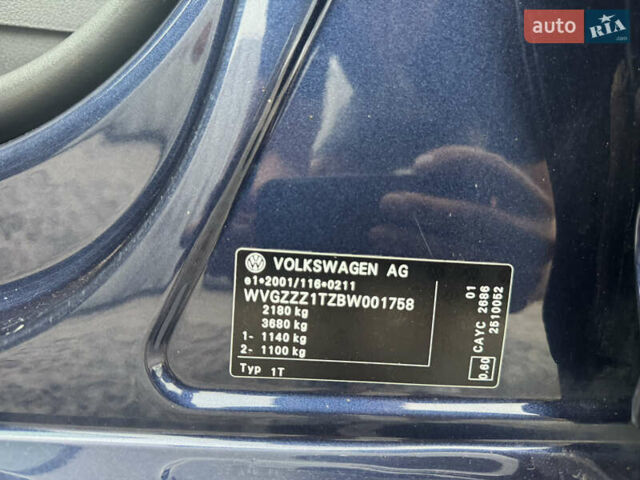 auto RIA .com
VOLKSWAGEN AG
e1*2001/116*0211
WVGZZZ1TZBW001758
2180 kg
3680 kg
1- 1140 kg
2- 1100 kg
Typ 1T
01
0.60 CAYC 2686
2510052